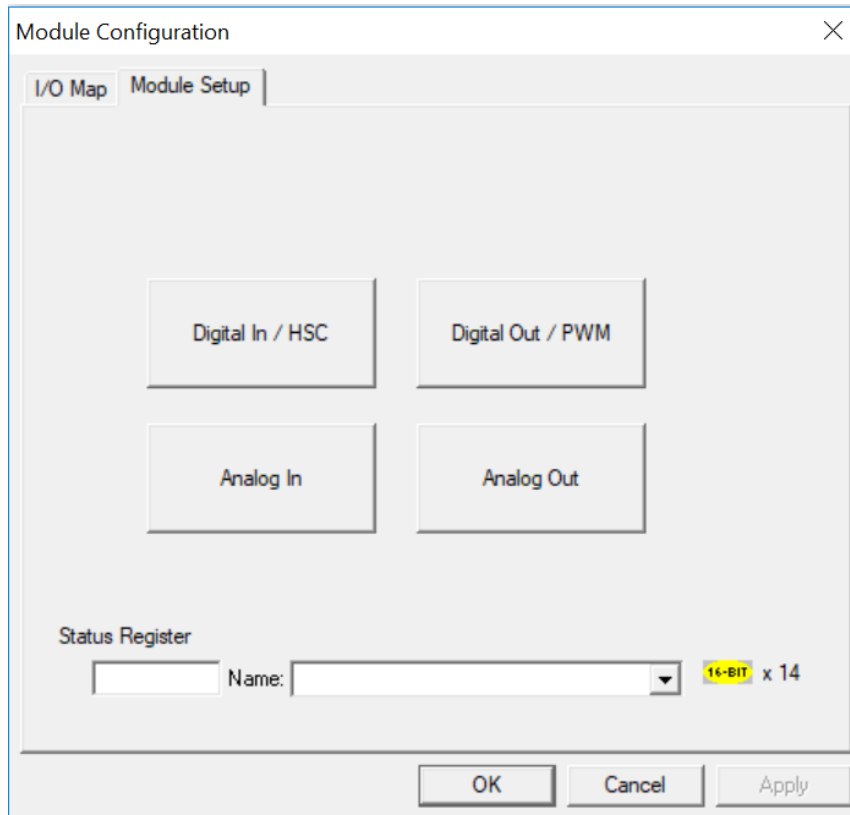 Module Configuration
I/O Map Module Setup
Digital In / HSC Digital Out / PWM
Analog In Analog Out
Status Register
Name: 16-BIT x 14
OK Cancel Apply